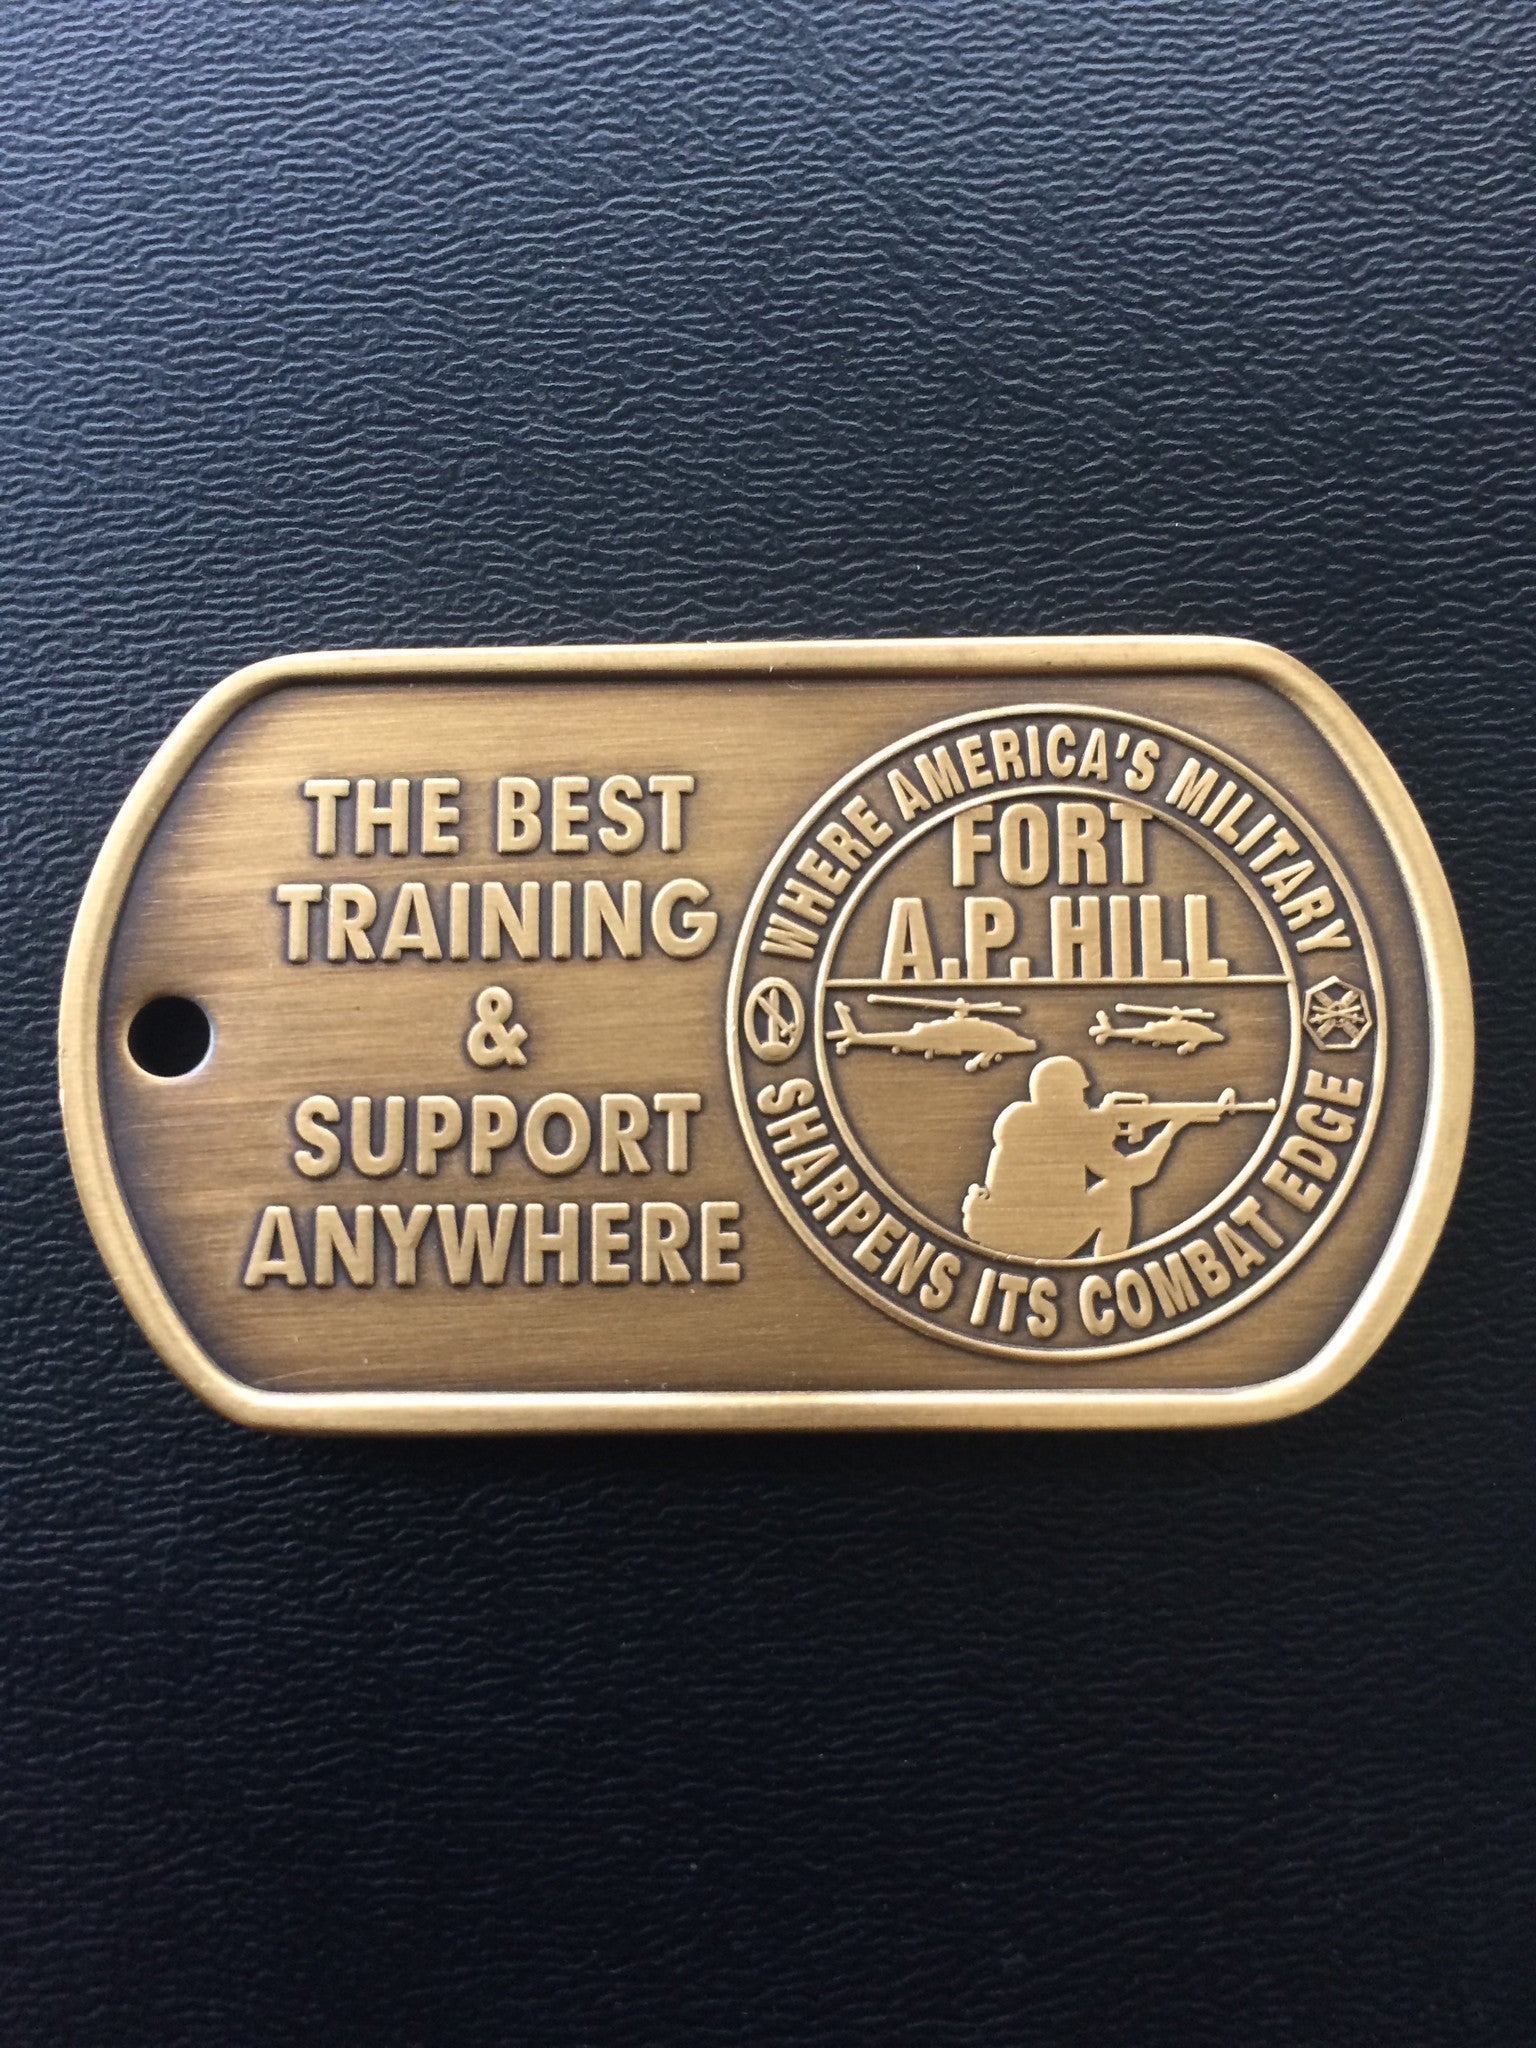 THE BEST
TRAINING
&
SUPPORT
ANYWHERE
WHERE AMERICA'S MILITARY
FORT
A.P. HILL
SHARPENS ITS COMBAT EDGE